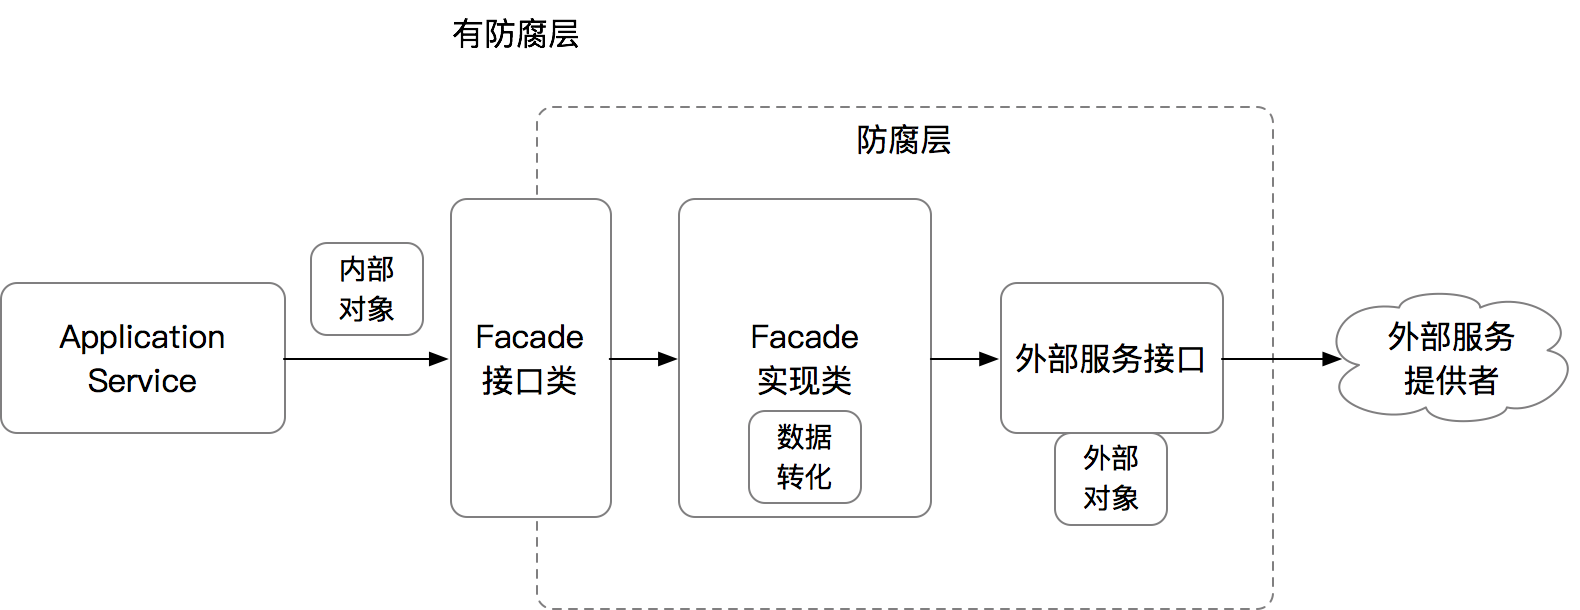 有防腐层
防腐层
Application
Service
内部
对象
Facade
接口类
Facade
实现类
数据
转化
外部服务接口
外部
对象
外部服务
提供者